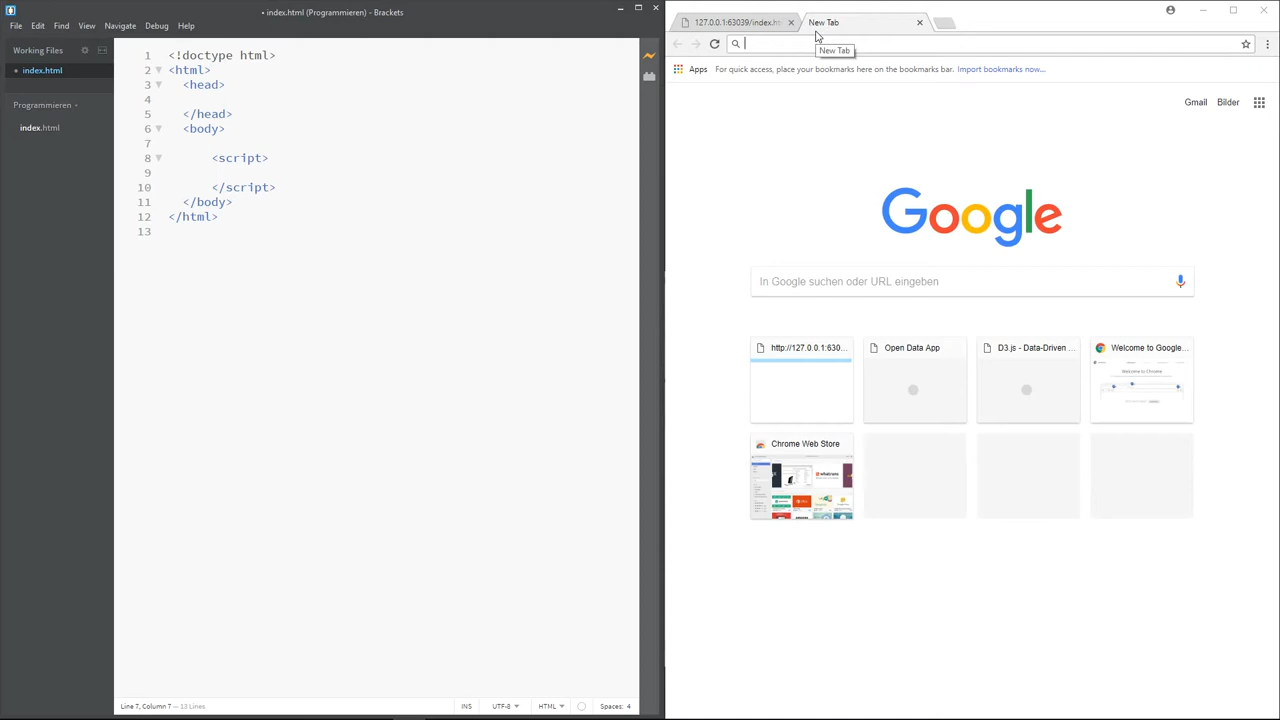 • index.html (Programmieren) - Brackets
File Edit Find View Navigate Debug Help
Working Files
• index.html
Programmieren
index.html
1 <!doctype html>
2 <html>
3 <head>
4
5 </head>
6 <body>
7
8 <script>
9
10 </script>
11 </body>
12 </html>
13
Line 7, Column 7 — 13 Lines
INS UTF-8 HTML Spaces: 4
127.0.0.1:63039/index.ht
New Tab
New Tab
Apps For quick access, place your bookmarks here on the bookmarks bar. Import bookmarks now...
Gmail Bilder
Google
In Google suchen oder URL eingeben
http://127.0.0.1:630...
Open Data App
D3.js - Data-Driven ...
Welcome to Google...
Chrome Web Store